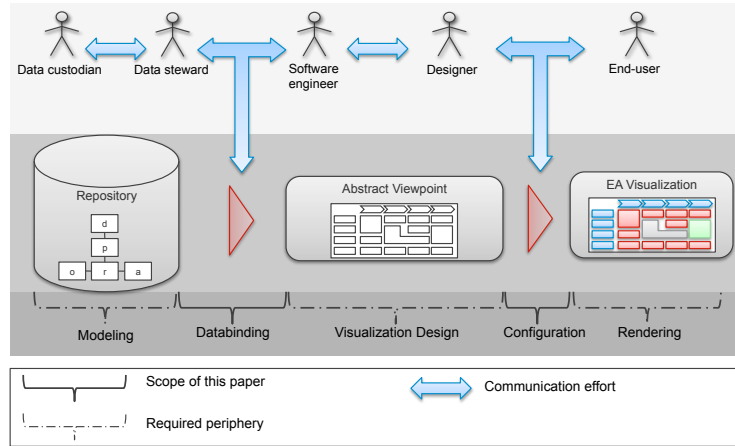 Data custodian
Data steward
Software
engineer
Designer
End-user
Repository
d
p
o r a
Abstract Viewpoint
EA Visualization
Modeling Databinding Visualization Design Configuration Rendering
Scope of this paper
Communication effort
Required periphery